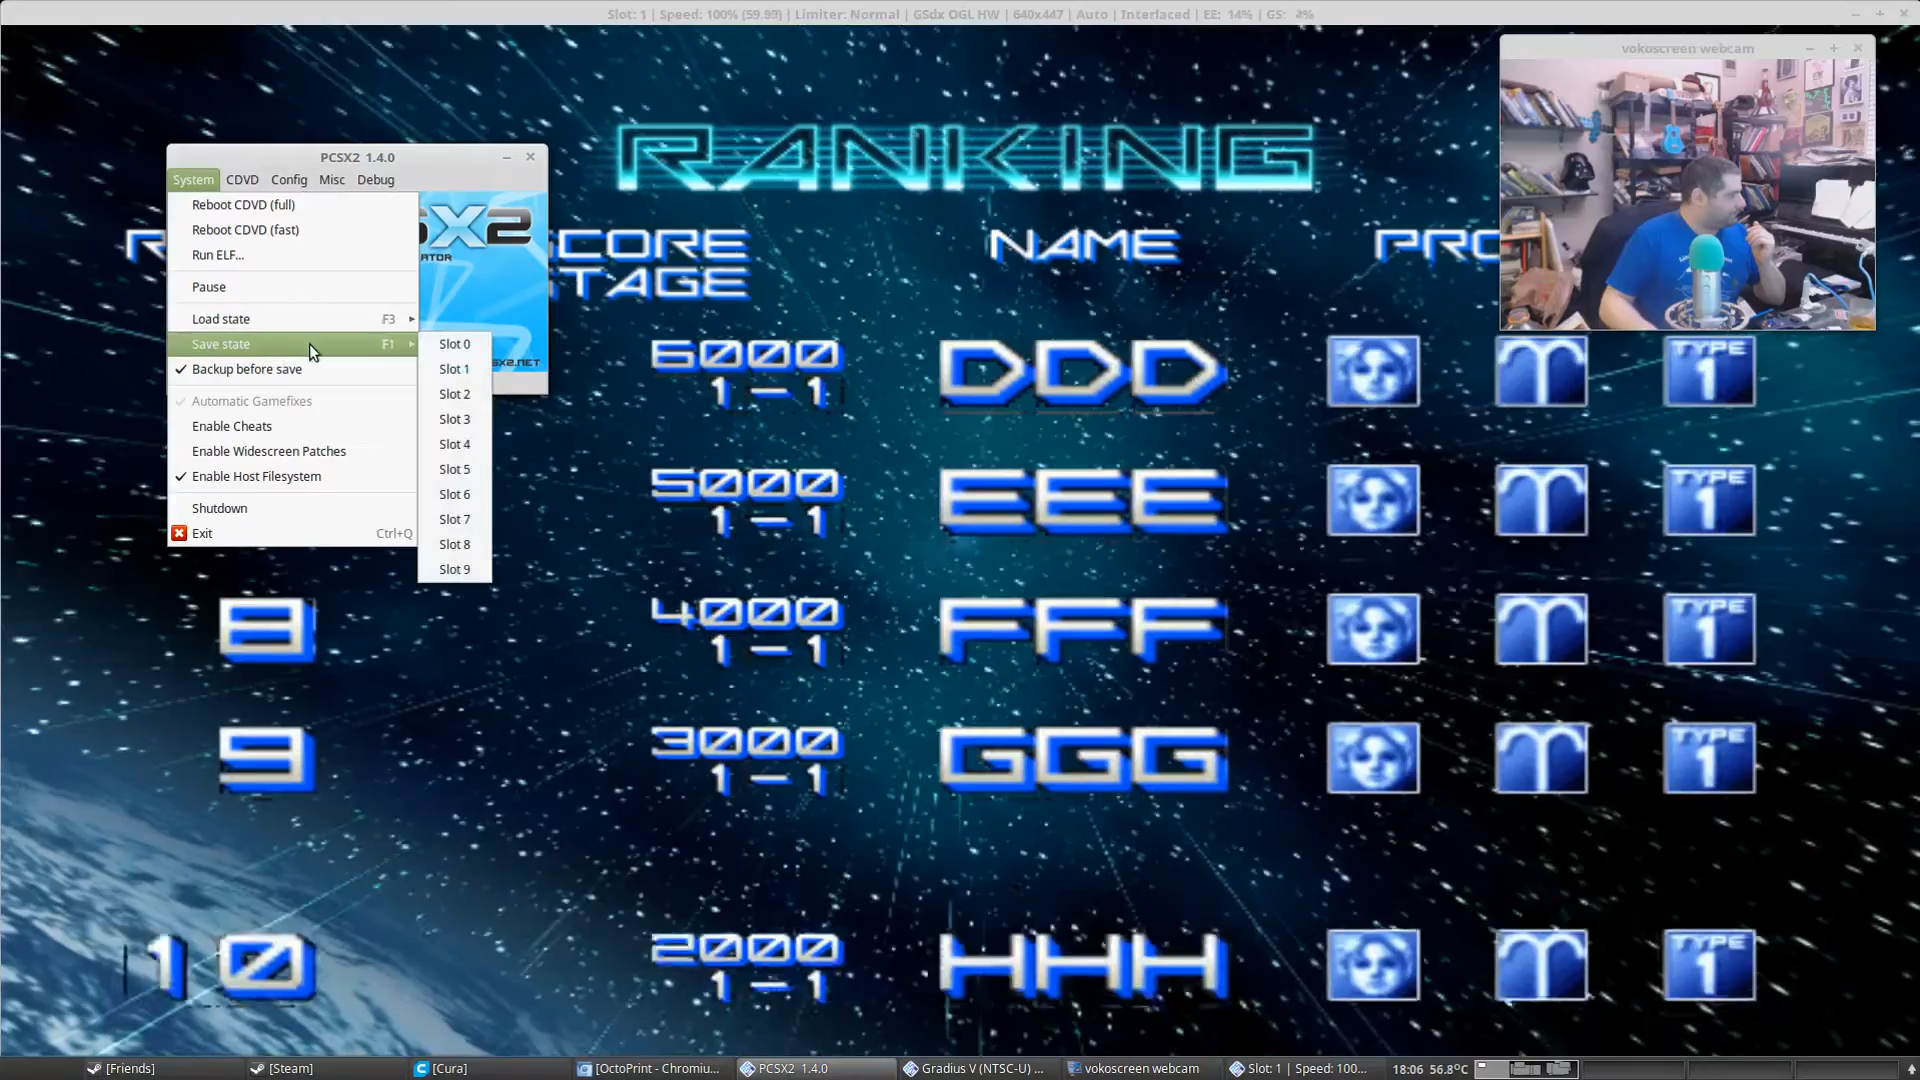 Slot: 1 | Speed: 100% (59.99) | Limiter: Normal | GSdx OGL HW | 640x447 | Auto | Interlaced | EE: 14% | GS:
vokoscreen webcam
RANKING
PCSX2 1.4.0
System CDVD Config Misc Debug
Reboot CDVD (full)
Reboot CDVD (fast)
Run ELF...
Pause
Load state F3
Save state F1
Backup before save
Automatic Gamefixes
Enable Cheats
Enable Widescreen Patches
Enable Host Filesystem
Shutdown
Exit Ctrl+Q
Slot 0
Slot 1
Slot 2
Slot 3
Slot 4
Slot 5
Slot 6
Slot 7
Slot 8
Slot 9
SX2
ATOR
SX2.NET
R CORE NAME PRO
TAGE
6000 DDD TYPE
1-1 1
5000 EEE TYPE
1-1 1
8 4000 FFF TYPE
1-1 1
9 3000 GGG TYPE
1-1 1
10 2000 HHH TYPE
1-1 1
[Friends] [Steam] [Cura] [OctoPrint - Chromiu... PCSX2 1.4.0 Gradius V (NTSC-U) ... vokoscreen webcam Slot: 1 | Speed: 100... 18:06 56.8°C